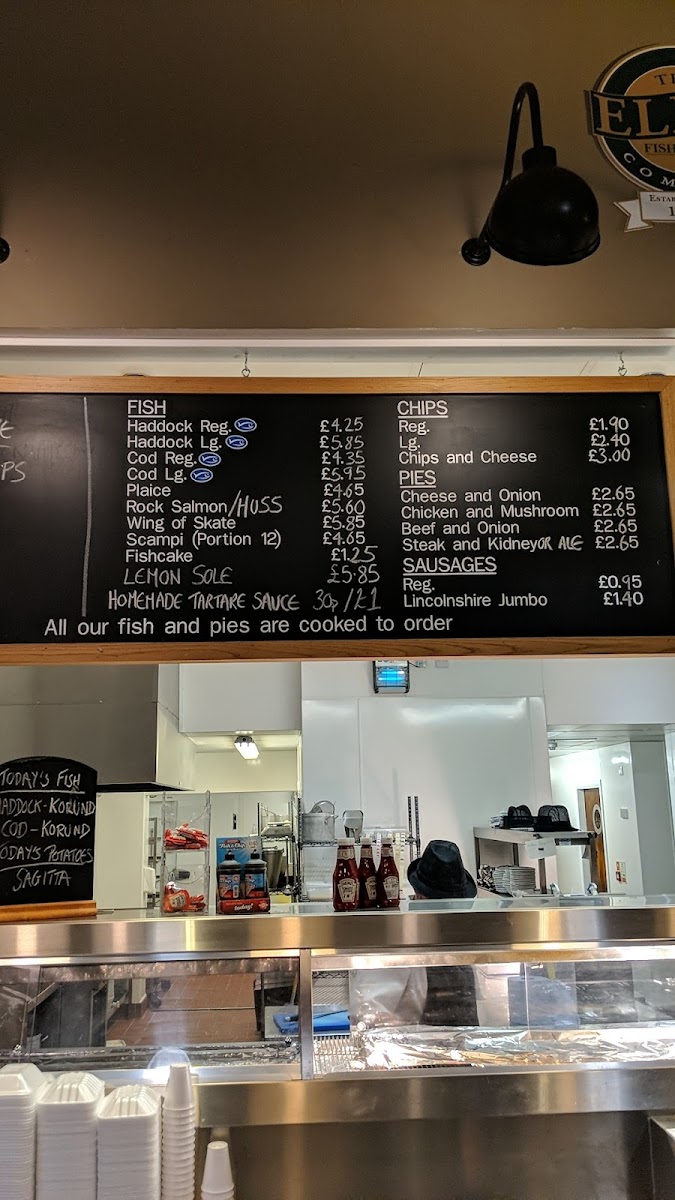 FISH
COM
FISH
Haddock Reg. £4.25
Haddock Lg. £5.85
Cod Reg. £4.35
Cod Lg. £5.95
Plaice £4.65
Rock Salmon/HUSS £5.60
Wing of Skate £5.85
Scampi (Portion 12) £4.65
Fishcake £1.25
LEMON SOLE £5.85
HOMEMADE TARTARE SAUCE 30p/£1
CHIPS
Reg. £1.90
Lg. £2.40
Chips and Cheese £3.00
PIES
Cheese and Onion £2.65
Chicken and Mushroom £2.65
Beef and Onion £2.65
Steak and Kidney OR ALE £2.65
SAUSAGES
Reg. £0.95
Lincolnshire Jumbo £1.40
All our fish and pies are cooked to order
TODAY'S FISH
HADDOCK - KORUND
COD - KORUND
TODAY'S POTATOES
SAGITTA